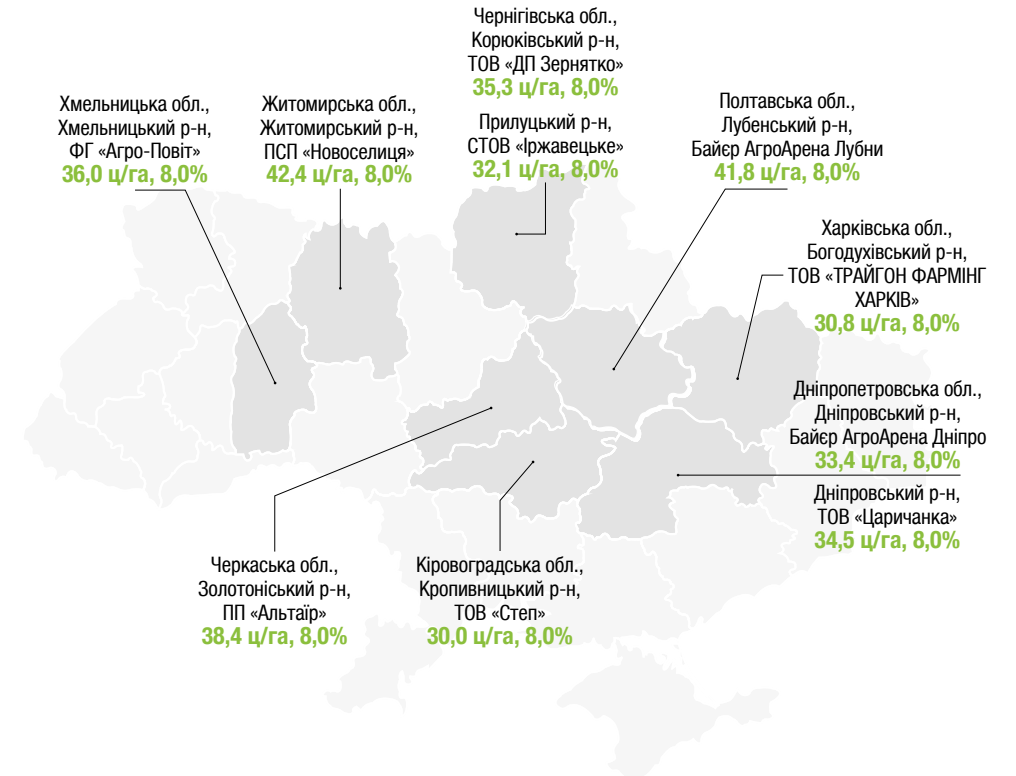 Чернігівська обл.,
Корюківський р-н,
ТОВ «ДП Зернятко»
35,3 ц/га, 8,0%
Прилуцький р-н,
СТОВ «Іржавецьке»
32,1 ц/га, 8,0%
Хмельницька обл.,
Хмельницький р-н,
ФГ «Агро-Повіт»
36,0 ц/га, 8,0%
Житомирська обл.,
Житомирський р-н,
ПСП «Новоселиця»
42,4 ц/га, 8,0%
Полтавська обл.,
Лубенський р-н,
Байєр АгроАрена Лубни
41,8 ц/га, 8,0%
Харківська обл.,
Богодухівський р-н,
ТОВ «ТРАЙГОН ФАРМІНГ
ХАРКІВ»
30,8 ц/га, 8,0%
Дніпропетровська обл.,
Дніпровський р-н,
Байєр АгроАрена Дніпро
33,4 ц/га, 8,0%
Дніпровський р-н,
ТОВ «Царичанка»
34,5 ц/га, 8,0%
Черкаська обл.,
Золотоніський р-н,
ПП «Альтаїр»
38,4 ц/га, 8,0%
Кіровоградська обл.,
Кропивницький р-н,
ТОВ «Степ»
30,0 ц/га, 8,0%